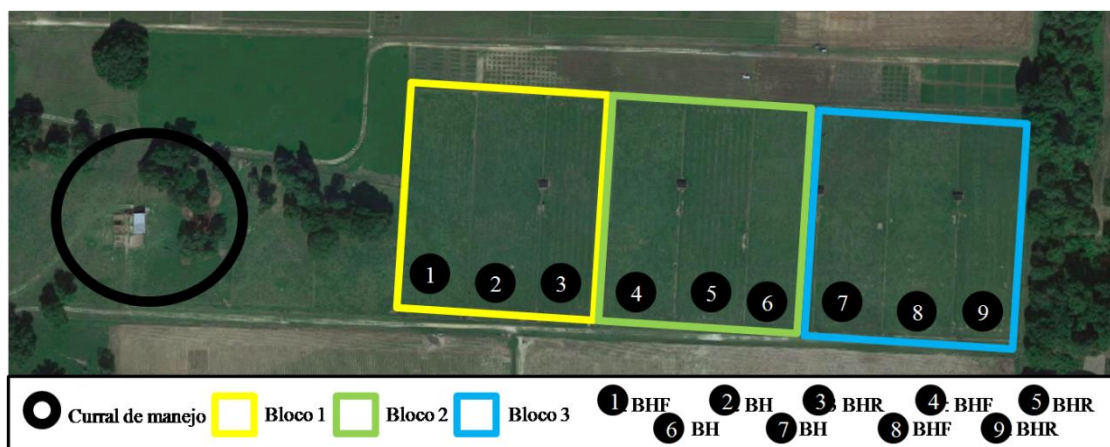 1 2 3 4 5 6 7 8 9
Curral de manejo Bloco 1 Bloco 2 Bloco 3 1 BHF 2 BH 3 BHR 4 BHF 5 BHR
6 BH 7 BH 8 BHF 9 BHR